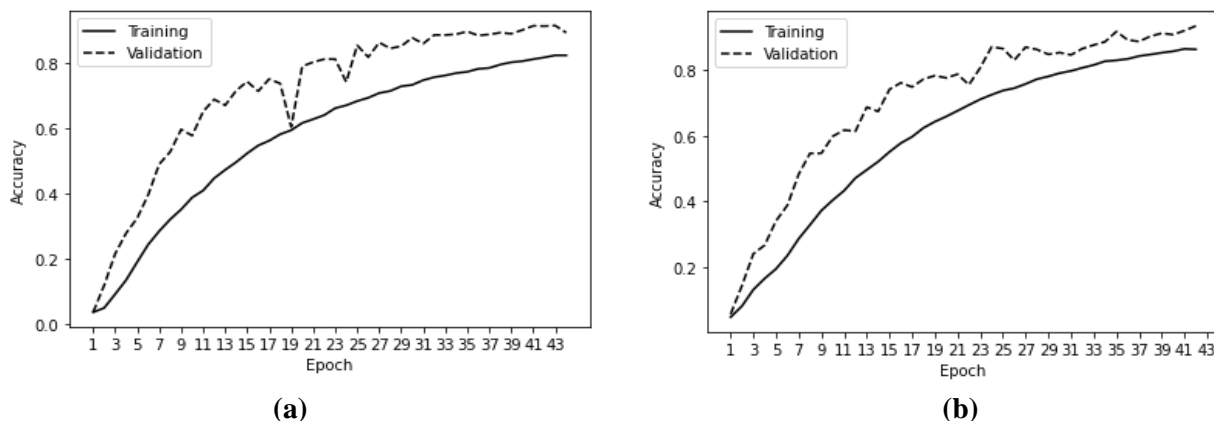 Training
Validation
Accuracy
0.8
0.6
0.4
0.2
0.0
1 3 5 7 9 11 13 15 17 19 21 23 25 27 29 31 33 35 37 39 41 43
Epoch
(a)
Training
Validation
Accuracy
0.8
0.6
0.4
0.2
1 3 5 7 9 11 13 15 17 19 21 23 25 27 29 31 33 35 37 39 41 43
Epoch
(b)